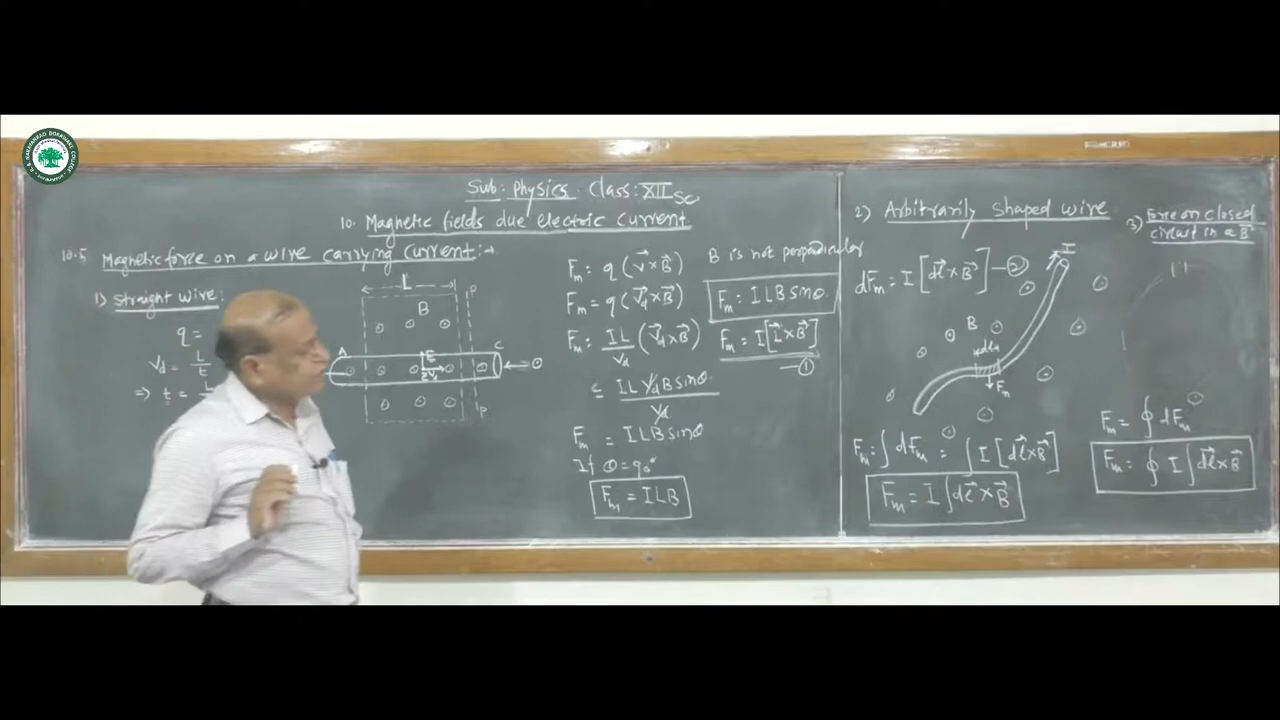 Sub: Physics Class: XII Sc
10. Magnetic fields due electric current
10.5 Magnetic force on a wire carrying current:-
1) Straight wire:
q =
Vd = L/t
⇒ t = L
L
B
A
C
P
P
Fm = q (v⃗ × B⃗)
Fm = q (v⃗d × B⃗)
Fm = IL/Vd (v⃗d × B⃗)
= IL Vd B sinθ / Vd
Fm = ILB sinθ
If θ = 90°
Fm = ILB
B is not perpendicular
Fm = ILB sinθ
Fm = I[L⃗ × B⃗]
—①
2) Arbitrarily Shaped wire
dFm = I [dl⃗ × B⃗] —②
I
B
Fm
Fm = ∫ dFm = ∫ I [dl⃗ × B⃗]
Fm = I ∫ dl⃗ × B⃗
3) Force on closed
circuit in a B⃗
Fm = ∮ dFm
Fm = ∮ I ∫ dl⃗ × B⃗